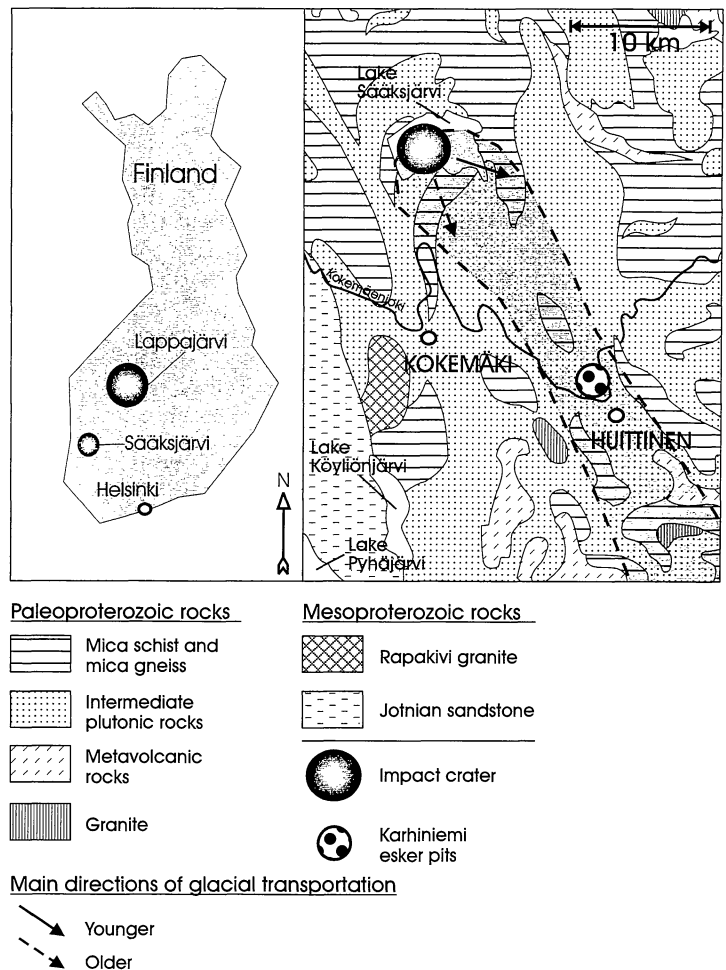 Finland
Lappajärvi
Sääksjärvi
Helsinki
N
10 km
Lake
Sääksjärvi
Kokemäenjoki
KOKEMÄKI
HUITTINEN
Lake
Köyliönjärvi
Lake
Pyhäjärvi
Paleoproterozoic rocks
Mica schist and
mica gneiss
Intermediate
plutonic rocks
Metavolcanic
rocks
Granite
Mesoproterozoic rocks
Rapakivi granite
Jotnian sandstone
Impact crater
Karhiniemi
esker pits
Main directions of glacial transportation
Younger
Older